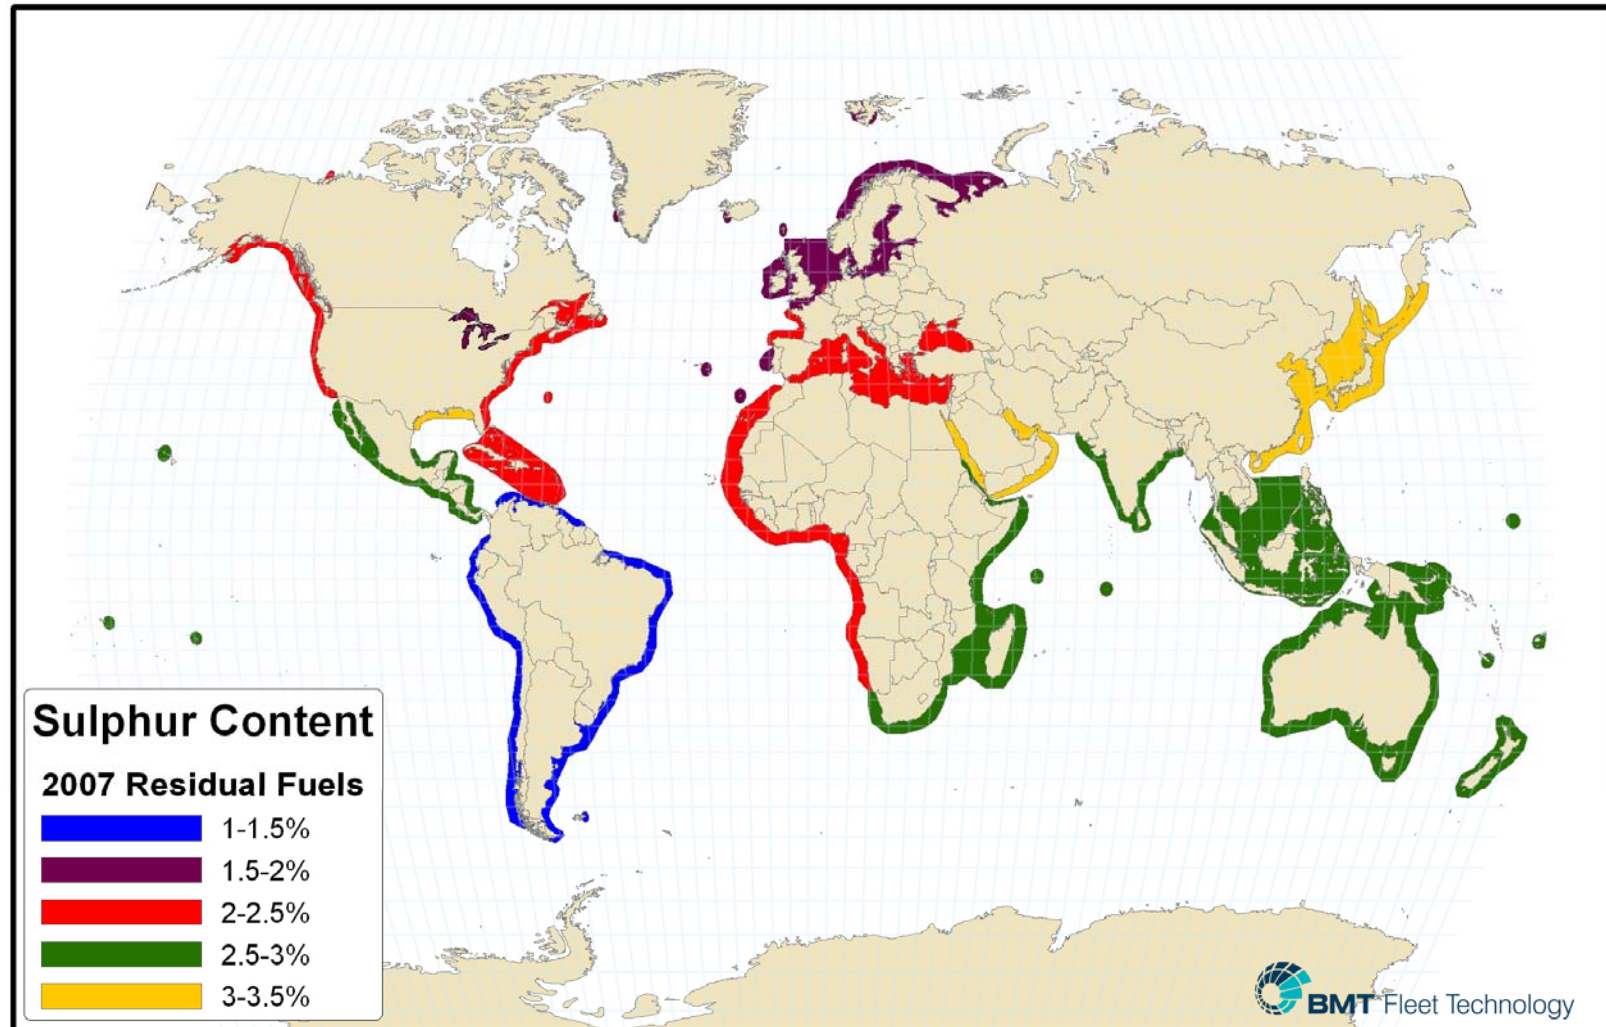 Sulphur Content
2007 Residual Fuels
1-1.5%
1.5-2%
2-2.5%
2.5-3%
3-3.5%
BMT Fleet Technology